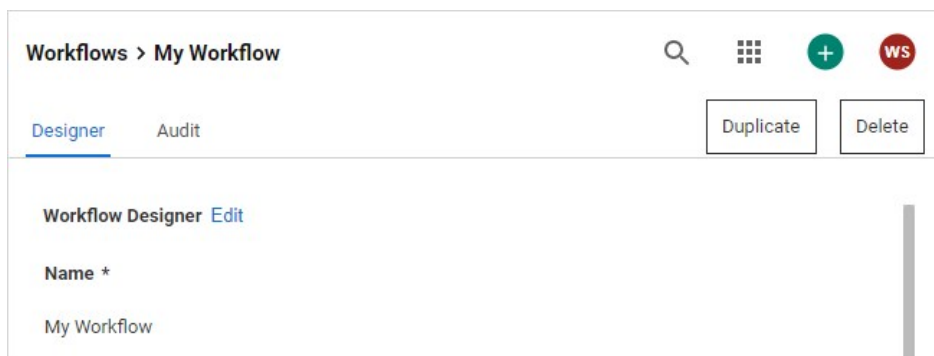 Workflows > My Workflow
+ WS
Designer Audit Duplicate Delete
Workflow Designer Edit
Name *
My Workflow